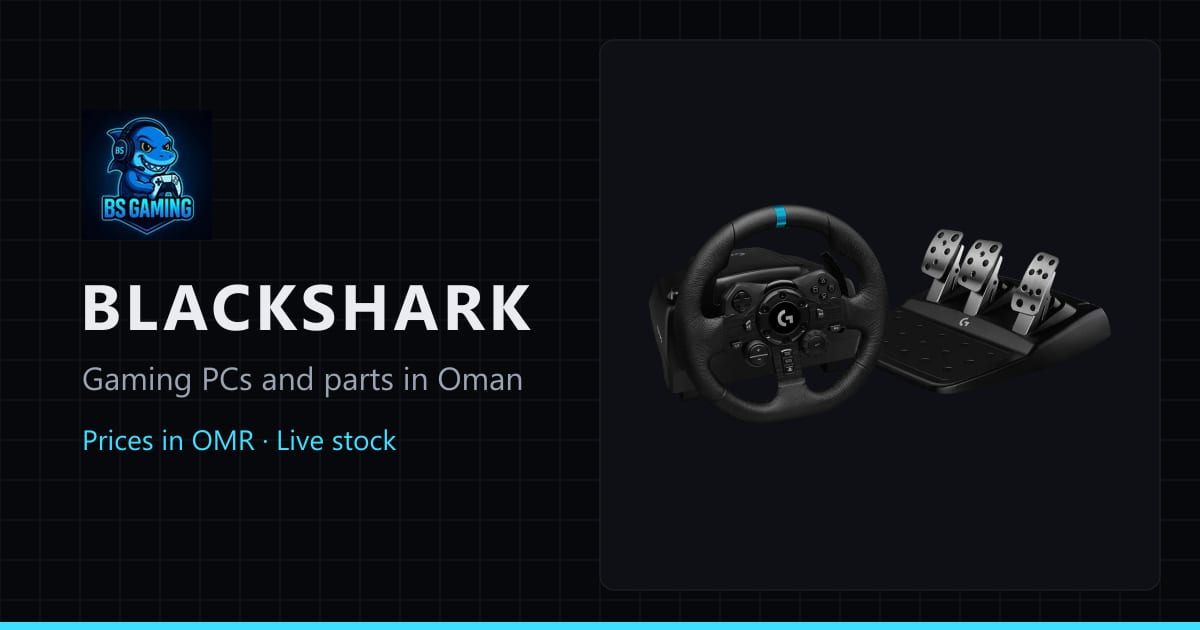 BS
BS GAMING
BLACKSHARK
Gaming PCs and parts in Oman
Prices in OMR · Live stock